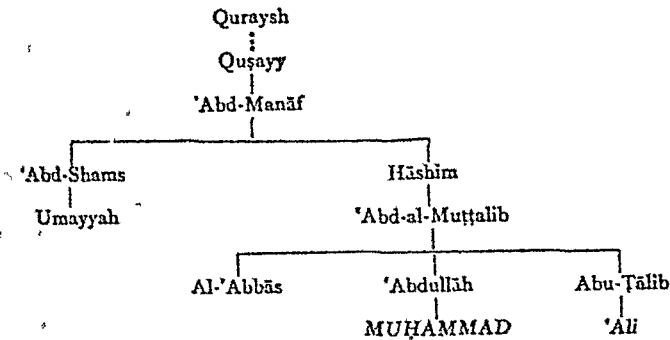 Quraysh
Quṣayy
'Abd-Manāf
'Abd-Shams Hāshim
Umayyah 'Abd-al-Muṭṭalib
Al-'Abbās 'Abdullāh Abu-Ṭālib
MUḤAMMAD 'Ali